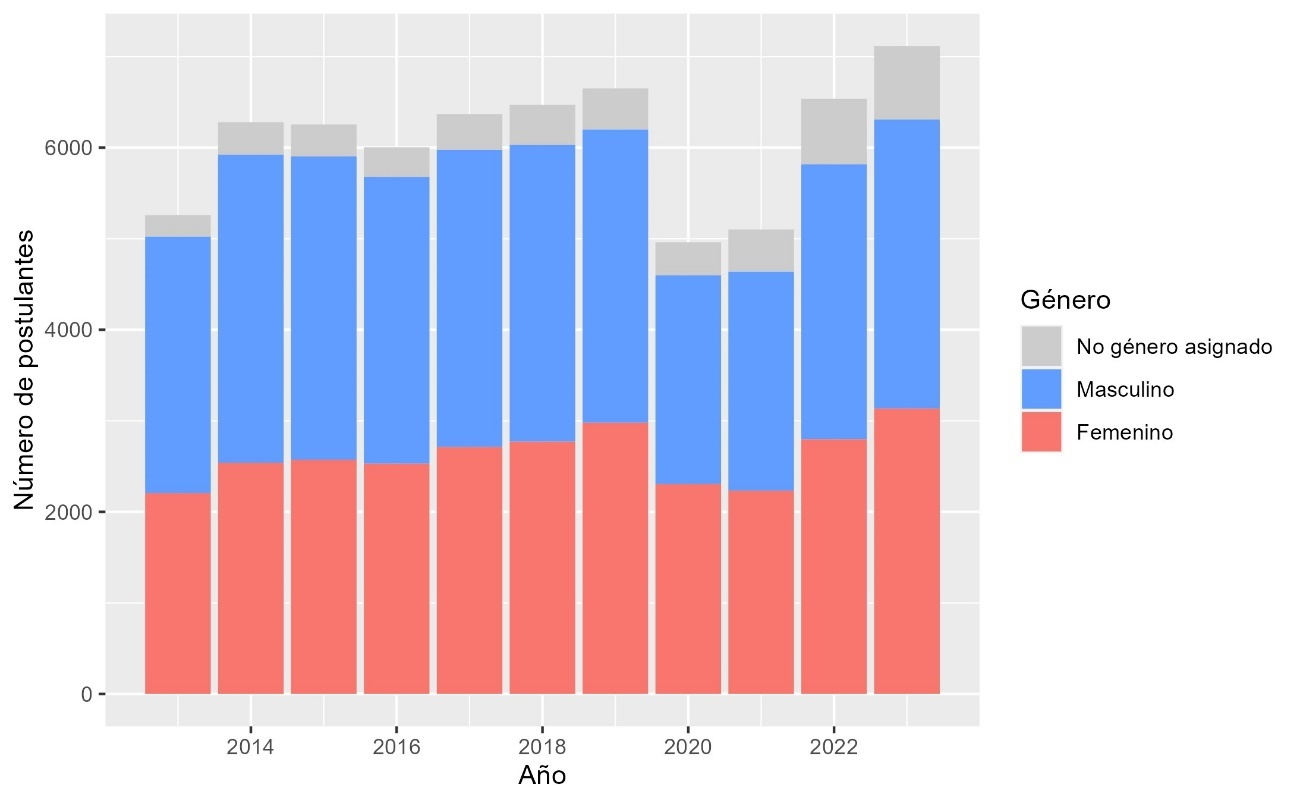 Número de postulantes
6000
4000
2000
0
2014 2016 2018 2020 2022
Año
Género
No género asignado
Masculino
Femenino